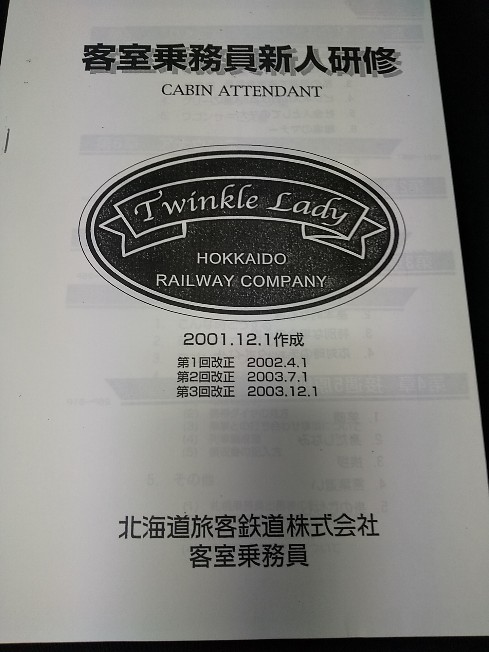 客室乗務員新人研修
CABIN ATTENDANT
Twinkle Lady
HOKKAIDO
RAILWAY COMPANY
2001.12.1作成
第1回改正 2002.4.1
第2回改正 2003.7.1
第3回改正 2003.12.1
北海道旅客鉄道株式会社
客室乗務員